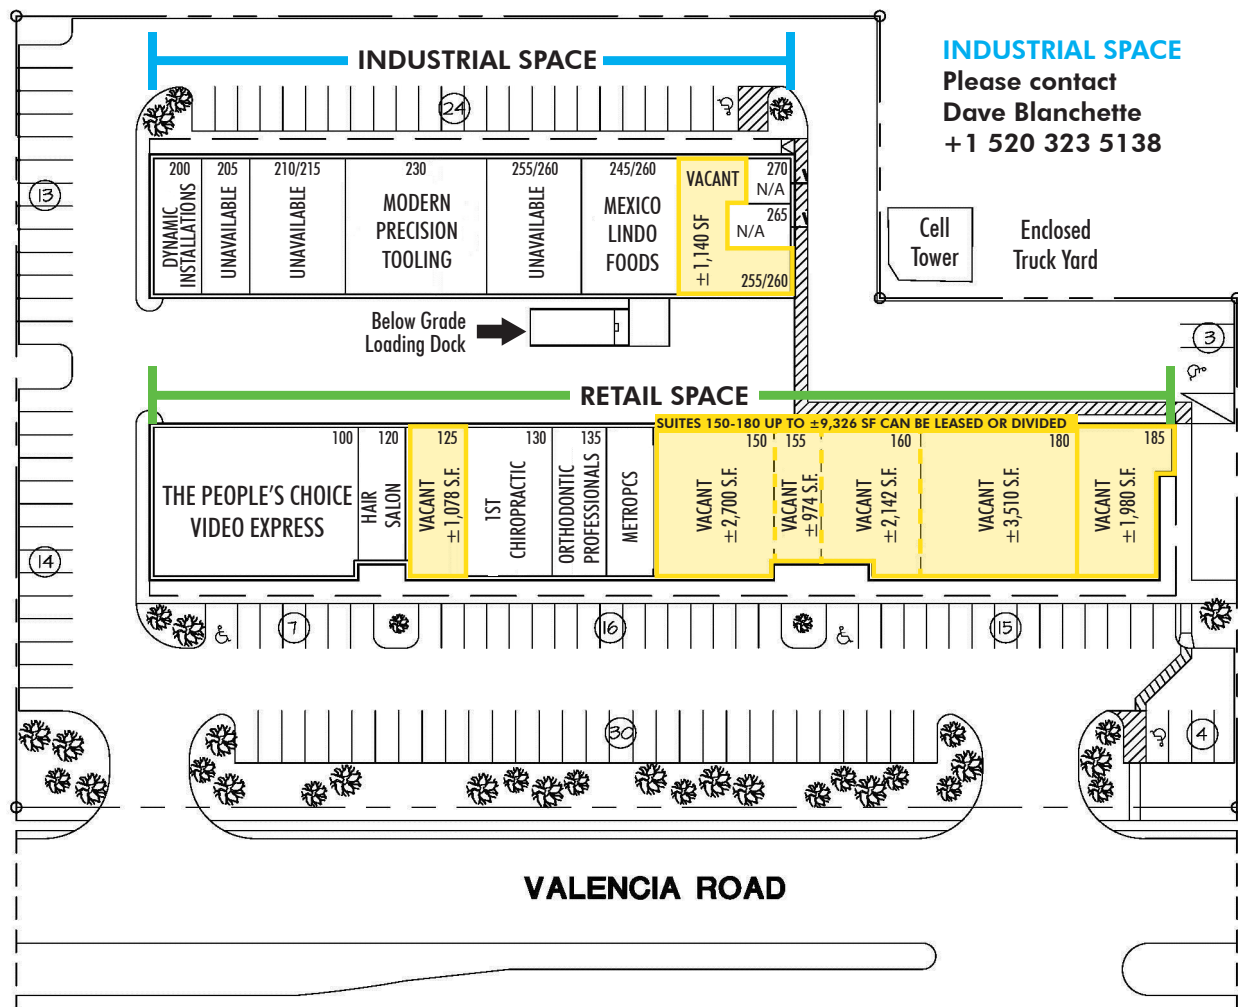 INDUSTRIAL SPACE
INDUSTRIAL SPACE
Please contact
Dave Blanchette
+1 520 323 5138
24
13
200
DYNAMIC
INSTALLATIONS
205
UNAVAILABLE
210/215
UNAVAILABLE
230
MODERN
PRECISION
TOOLING
255/260
UNAVAILABLE
245/260
MEXICO
LINDO
FOODS
VACANT
±1,140 SF
255/260
270
N/A
265
N/A
Cell
Tower
Enclosed
Truck Yard
Below Grade
Loading Dock
3
RETAIL SPACE
SUITES 150-180 UP TO ±9,326 SF CAN BE LEASED OR DIVIDED
100
THE PEOPLE'S CHOICE
VIDEO EXPRESS
120
HAIR
SALON
125
VACANT
±1,078 S.F.
130
1ST
CHIROPRACTIC
135
ORTHODONTIC
PROFESSIONALS
METROPCS
150
VACANT
±2,700 S.F.
155
VACANT
±974 S.F.
160
VACANT
±2,142 S.F.
180
VACANT
±3,510 S.F.
185
VACANT
±1,980 S.F.
14
7
16
15
30
4
VALENCIA ROAD